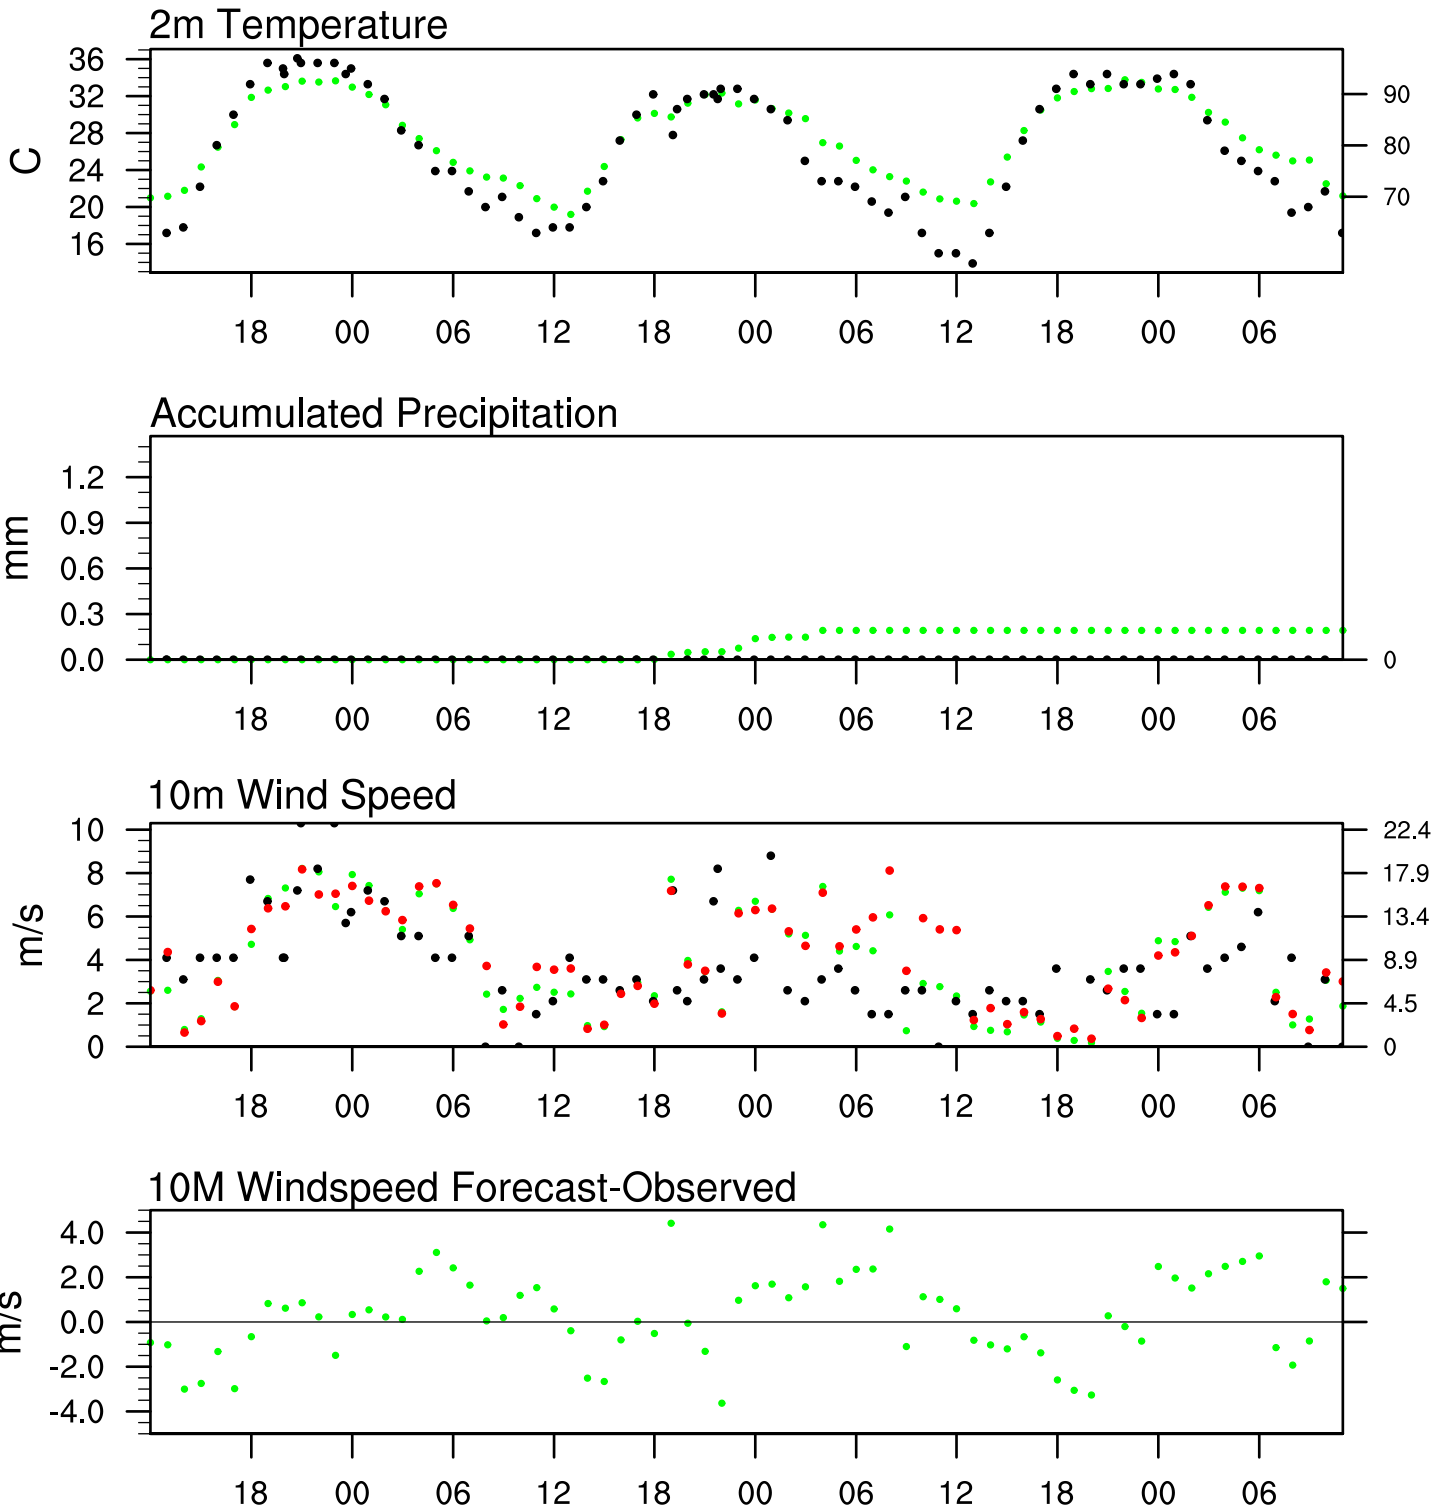 2m Temperature
36
32
28
24
20
16
C
90
80
70
18 00 06 12 18 00 06 12 18 00 06
Accumulated Precipitation
1.2
0.9
0.6
0.3
0.0
mm
0
18 00 06 12 18 00 06 12 18 00 06
10m Wind Speed
10
8
6
4
2
0
m/s
22.4
17.9
13.4
8.9
4.5
0
18 00 06 12 18 00 06 12 18 00 06
10M Windspeed Forecast-Observed
4.0
2.0
0.0
-2.0
-4.0
m/s
18 00 06 12 18 00 06 12 18 00 06